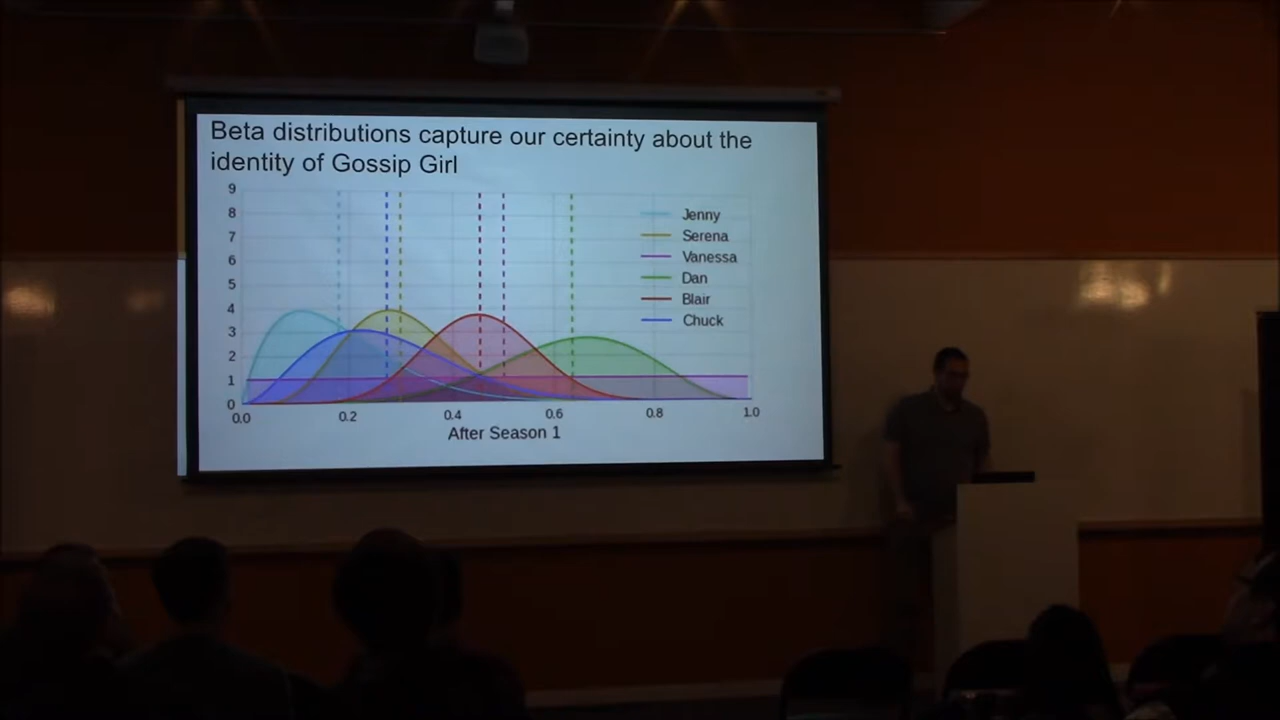 Beta distributions capture our certainty about the
identity of Gossip Girl
9
8
7
6
5
4
3
2
1
0
Jenny
Serena
Vanessa
Dan
Blair
Chuck
0.0 0.2 0.4 0.6 0.8 1.0
After Season 1